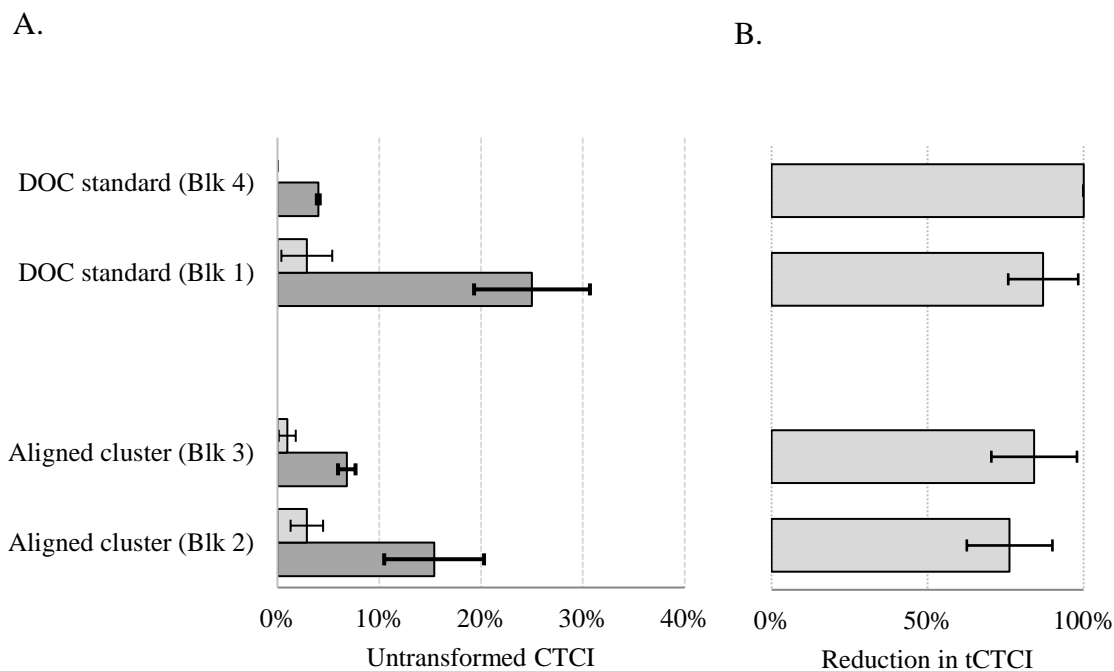 A.
B.
DOC standard (Blk 4)
DOC standard (Blk 1)
Aligned cluster (Blk 3)
Aligned cluster (Blk 2)
0% 10% 20% 30% 40%
0% 50% 100%
Untransformed CTCI
Reduction in tCTCI